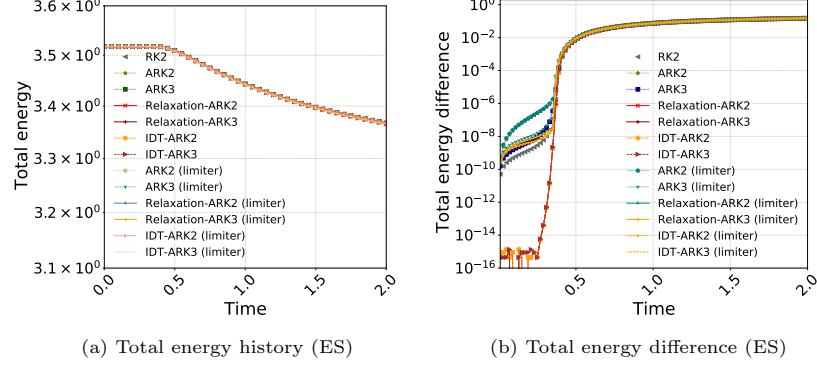 3.6 × 10⁰
3.5 × 10⁰
3.4 × 10⁰
3.3 × 10⁰
3.2 × 10⁰
3.1 × 10⁰
Total energy
RK2
ARK2
ARK3
Relaxation-ARK2
Relaxation-ARK3
IDT-ARK2
IDT-ARK3
ARK2 (limiter)
ARK3 (limiter)
Relaxation-ARK2 (limiter)
Relaxation-ARK3 (limiter)
IDT-ARK2 (limiter)
IDT-ARK3 (limiter)
0.0 0.5 1.0 1.5 2.0
Time
(a) Total energy history (ES)
10⁰
10⁻²
10⁻⁴
10⁻⁶
10⁻⁸
10⁻¹⁰
10⁻¹²
10⁻¹⁴
10⁻¹⁶
Total energy difference
RK2
ARK2
ARK3
Relaxation-ARK2
Relaxation-ARK3
IDT-ARK2
IDT-ARK3
ARK2 (limiter)
ARK3 (limiter)
Relaxation-ARK2 (limiter)
Relaxation-ARK3 (limiter)
IDT-ARK2 (limiter)
IDT-ARK3 (limiter)
0.5 1.0 1.5 2.0
Time
(b) Total energy difference (ES)